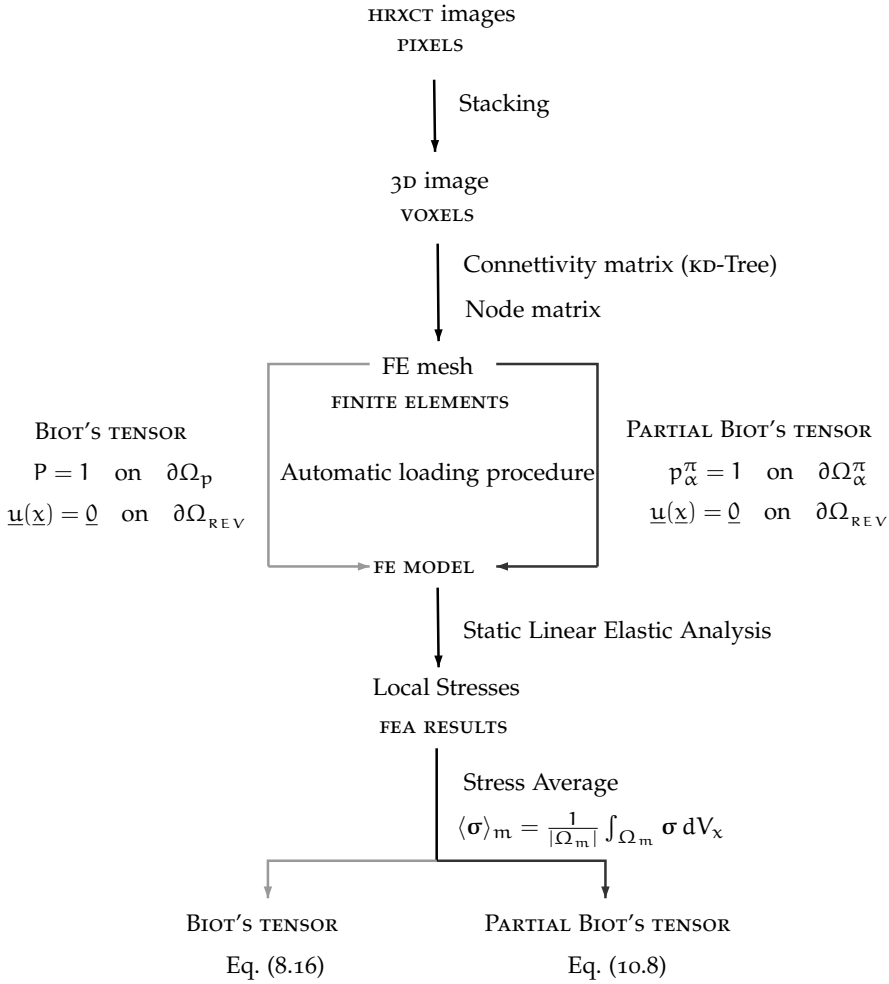 HRXCT images
PIXELS
Stacking
3D image
VOXELS
Connettivity matrix (KD-Tree)
Node matrix
FE mesh
FINITE ELEMENTS
BIOT'S TENSOR
P = 1 on ∂Ω_p
u̲(x̲) = 0̲ on ∂Ω_REV
Automatic loading procedure
PARTIAL BIOT'S TENSOR
p_α^π = 1 on ∂Ω_α^π
u̲(x̲) = 0̲ on ∂Ω_REV
FE MODEL
Static Linear Elastic Analysis
Local Stresses
FEA RESULTS
Stress Average
⟨σ⟩_m = 1/|Ω_m| ∫_Ω_m σ dV_x
BIOT'S TENSOR
Eq. (8.16)
PARTIAL BIOT'S TENSOR
Eq. (10.8)